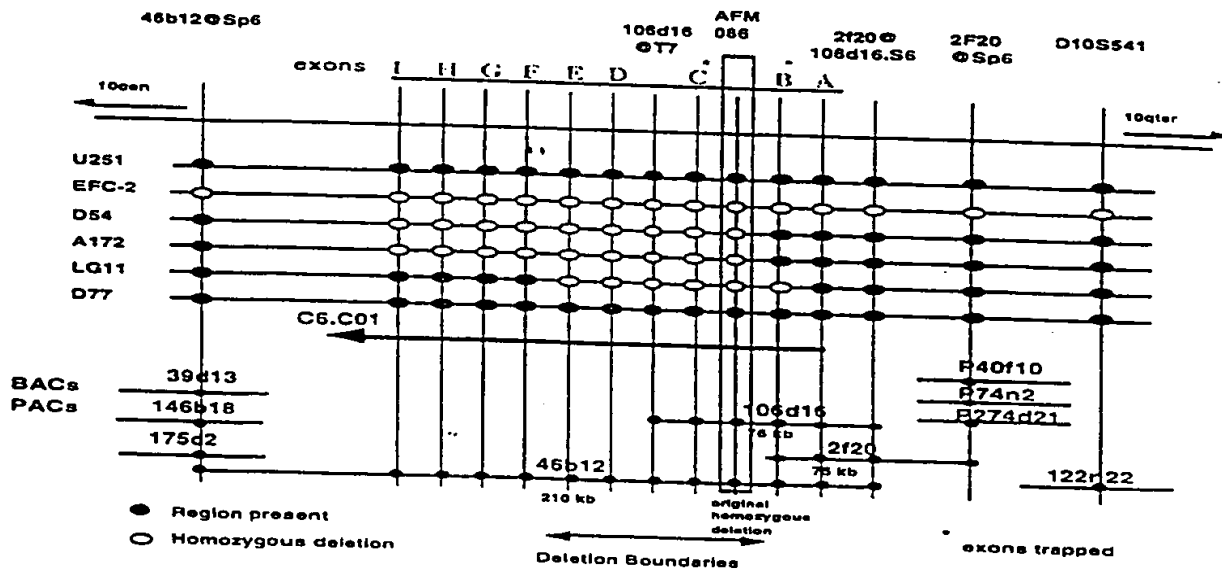 46b12@Sp6
106d16 @T7
AFM 086
2f20@ 106d16.S6
2F20 @Sp6
D10S541
exons I H G F E D C B A
10cen
10qter
U251
EFC-2
D54
A172
LG11
D77
C6.C01
BACs
PACs
39d13
146b18
175d2
P40f10
P74n2
P274d21
106d16
76 kb
2f20
75 kb
46b12
210 kb
122r22
original homozygous deletion
Region present
Homozygous deletion
Deletion Boundaries
* exons trapped